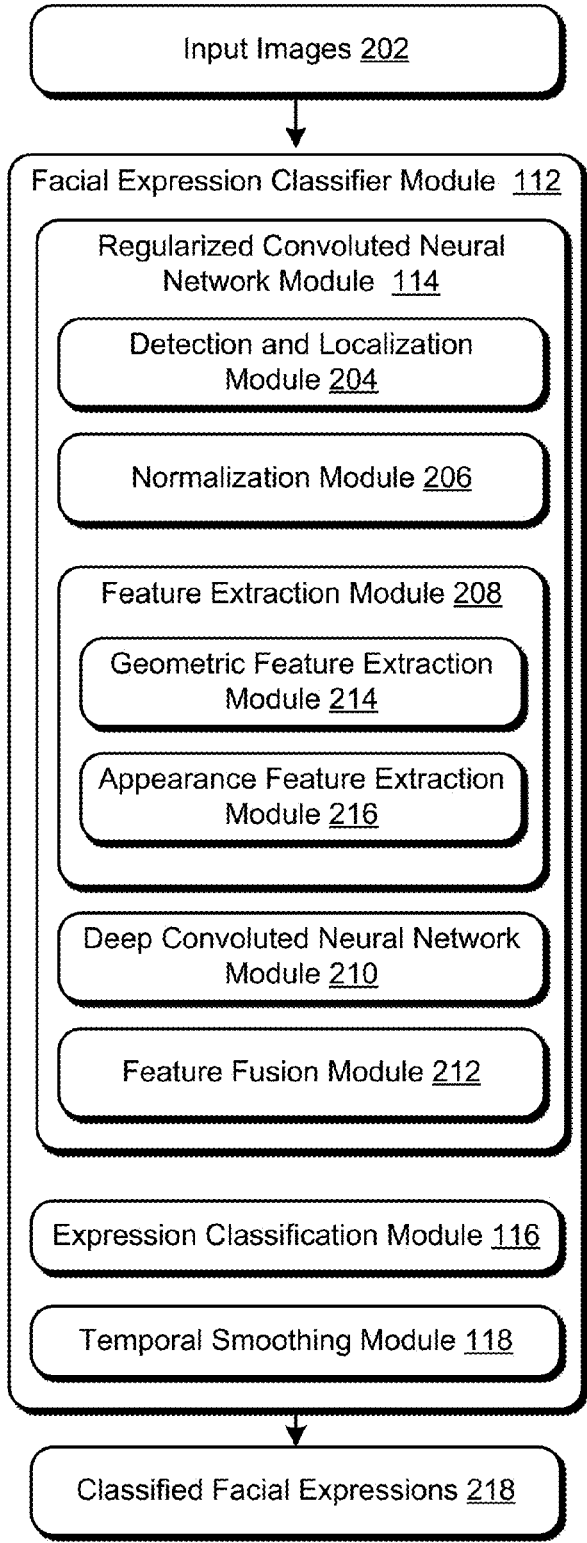 Input Images 202
Facial Expression Classifier Module 112
Regularized Convoluted Neural
Network Module 114
Detection and Localization
Module 204
Normalization Module 206
Feature Extraction Module 208
Geometric Feature Extraction
Module 214
Appearance Feature Extraction
Module 216
Deep Convoluted Neural Network
Module 210
Feature Fusion Module 212
Expression Classification Module 116
Temporal Smoothing Module 118
Classified Facial Expressions 218